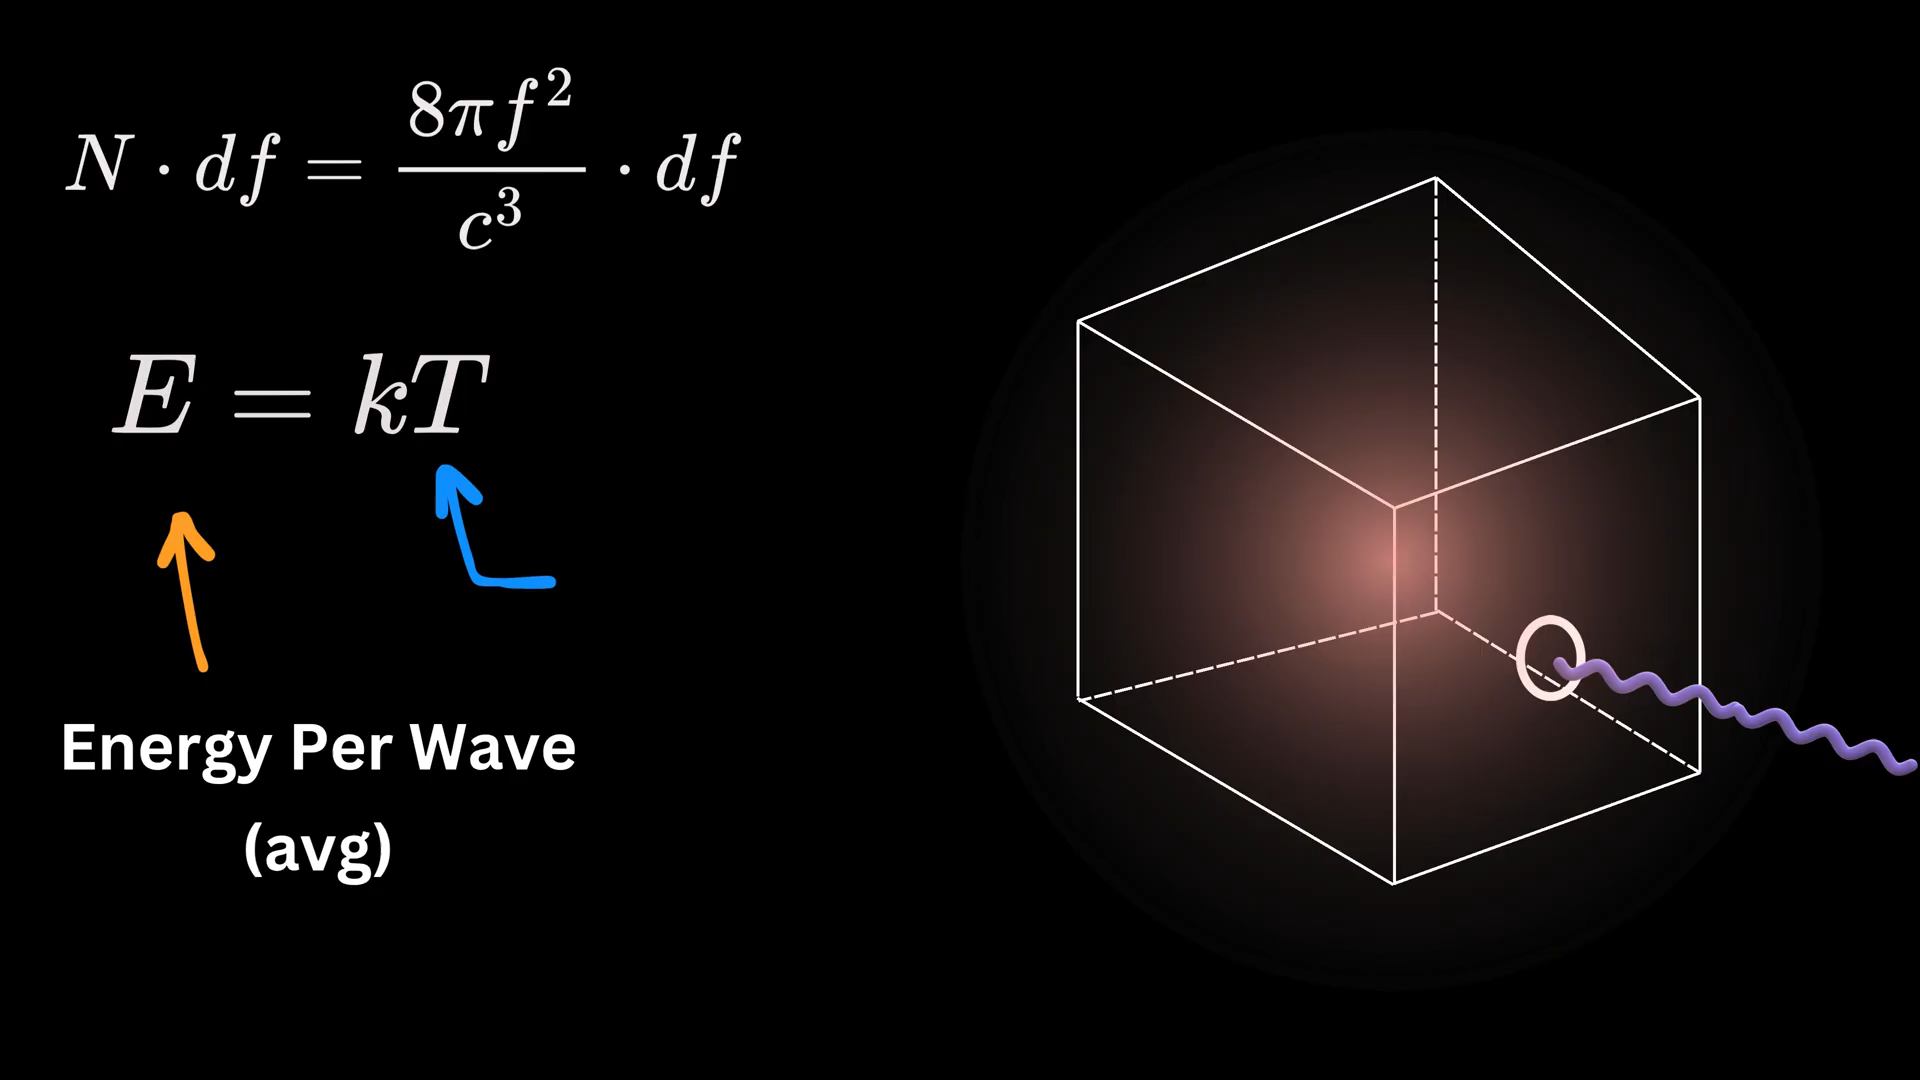 N · df = 8πf²/c³ · df
E = kT
Energy Per Wave
(avg)